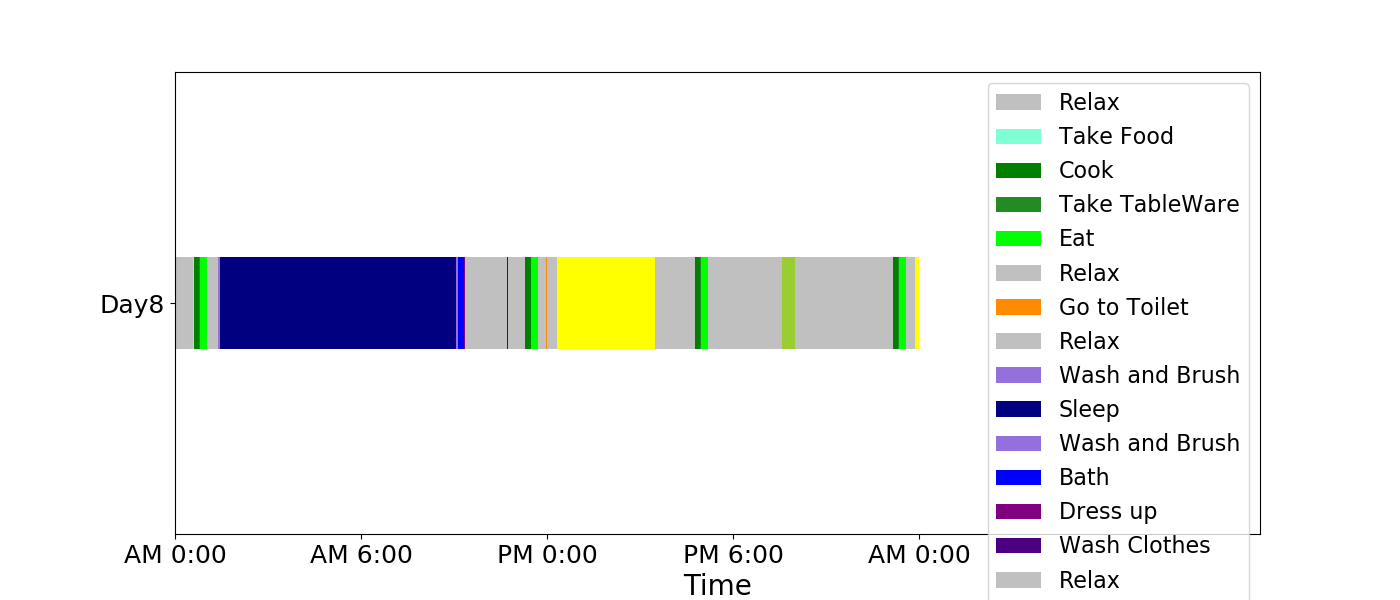 Relax
Take Food
Cook
Take TableWare
Eat
Relax
Go to Toilet
Relax
Wash and Brush
Sleep
Wash and Brush
Bath
Dress up
Wash Clothes
Relax
Day8
AM 0:00 AM 6:00 PM 0:00 PM 6:00 AM 0:00
Time